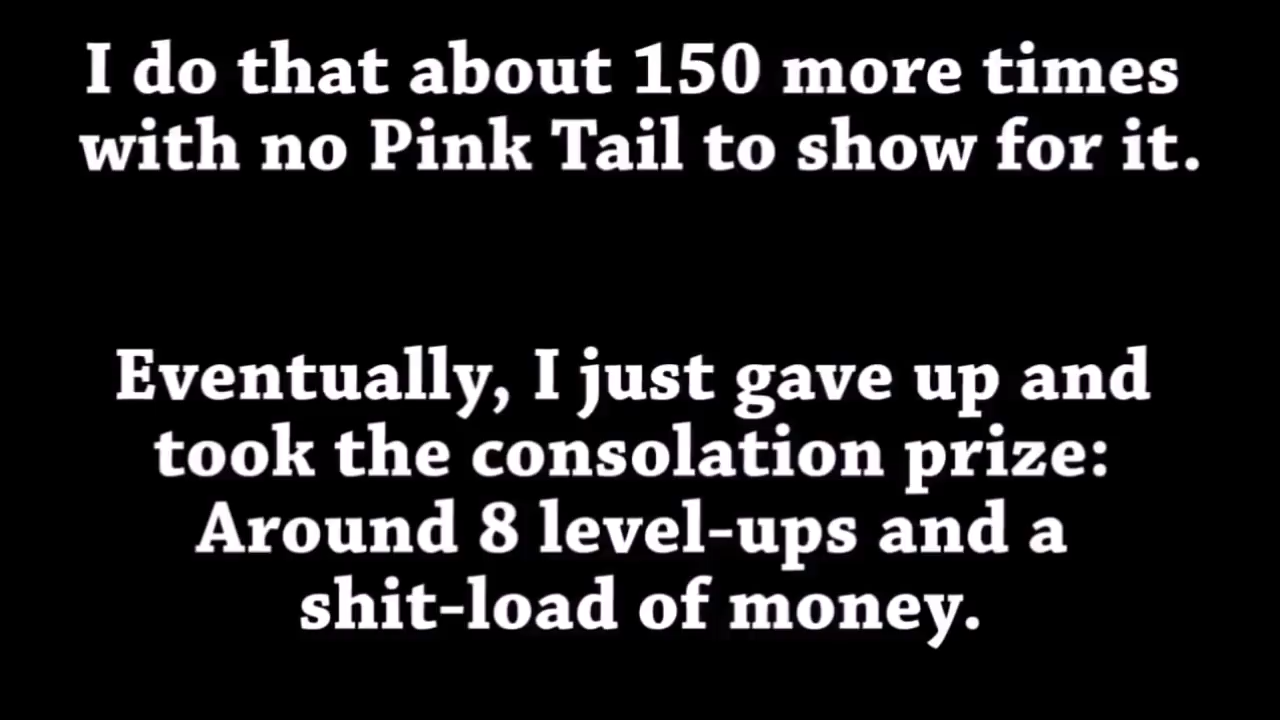 I do that about 150 more times
with no Pink Tail to show for it.
Eventually, I just gave up and
took the consolation prize:
Around 8 level-ups and a
shit-load of money.